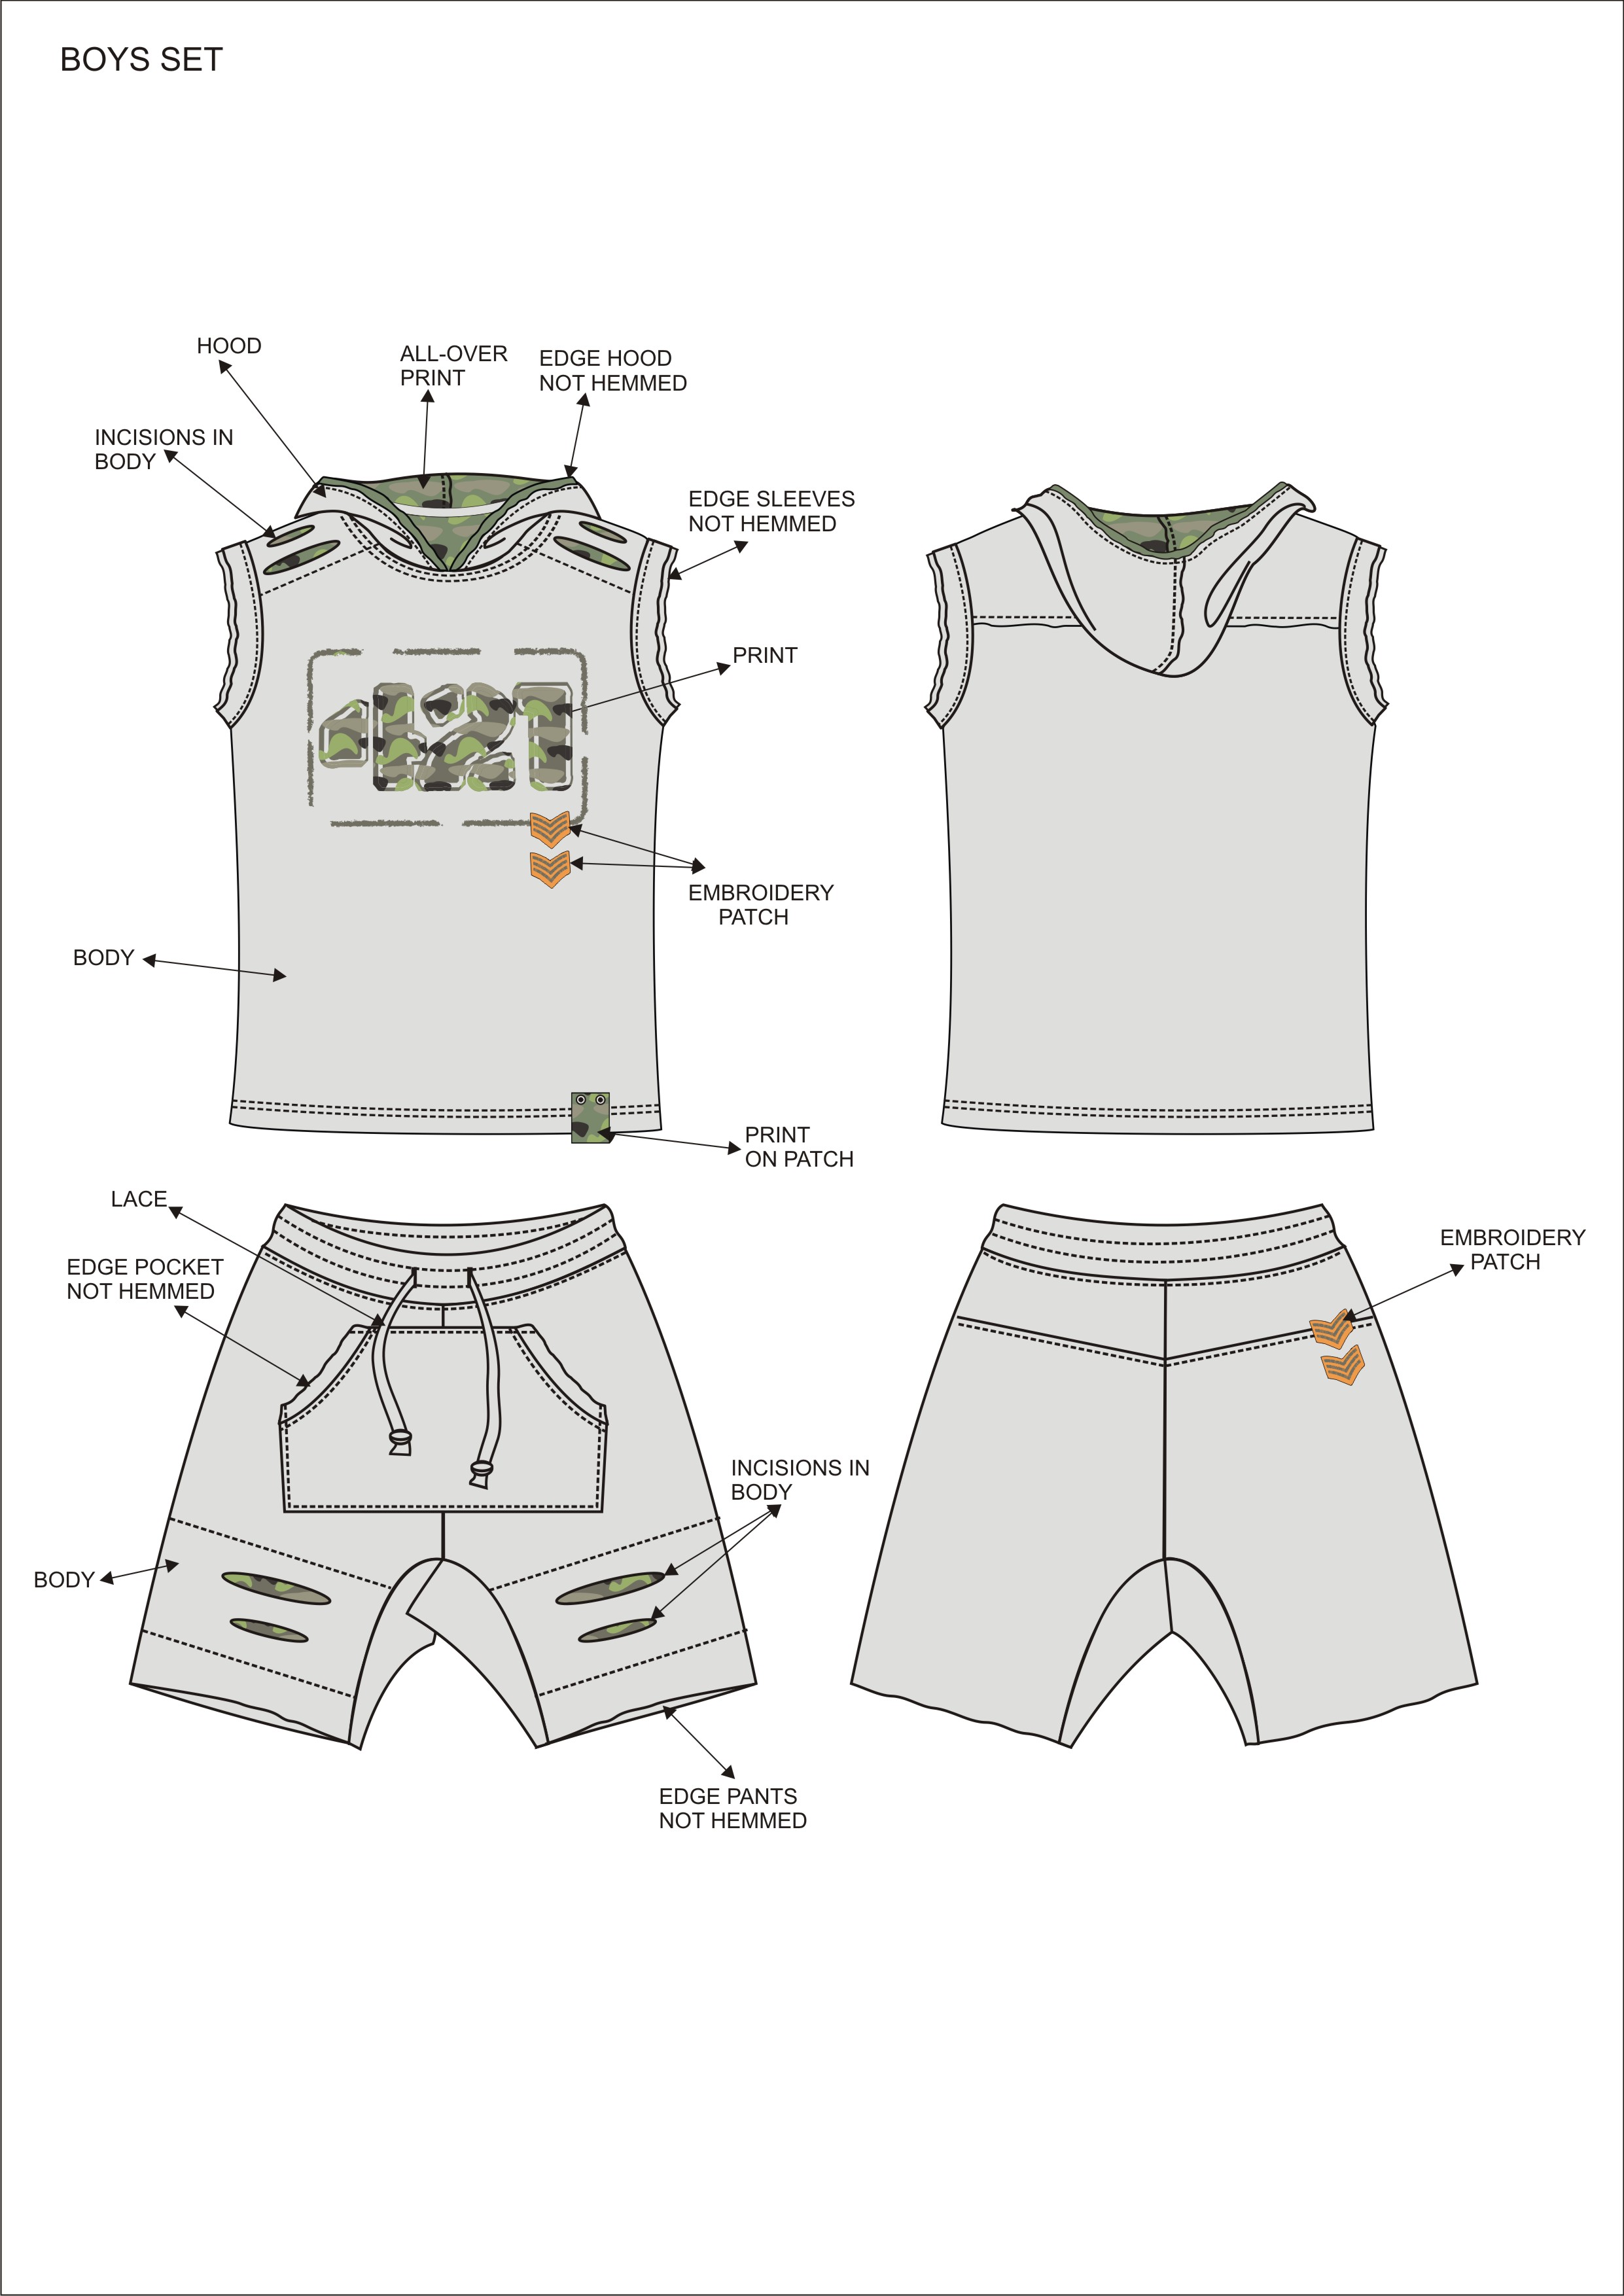 BOYS SET
HOOD
ALL-OVER
PRINT
EDGE HOOD
NOT HEMMED
INCISIONS IN
BODY
EDGE SLEEVES
NOT HEMMED
PRINT
421
EMBROIDERY
PATCH
BODY
PRINT
ON PATCH
LACE
EDGE POCKET
NOT HEMMED
EMBROIDERY
PATCH
INCISIONS IN
BODY
BODY
EDGE PANTS
NOT HEMMED